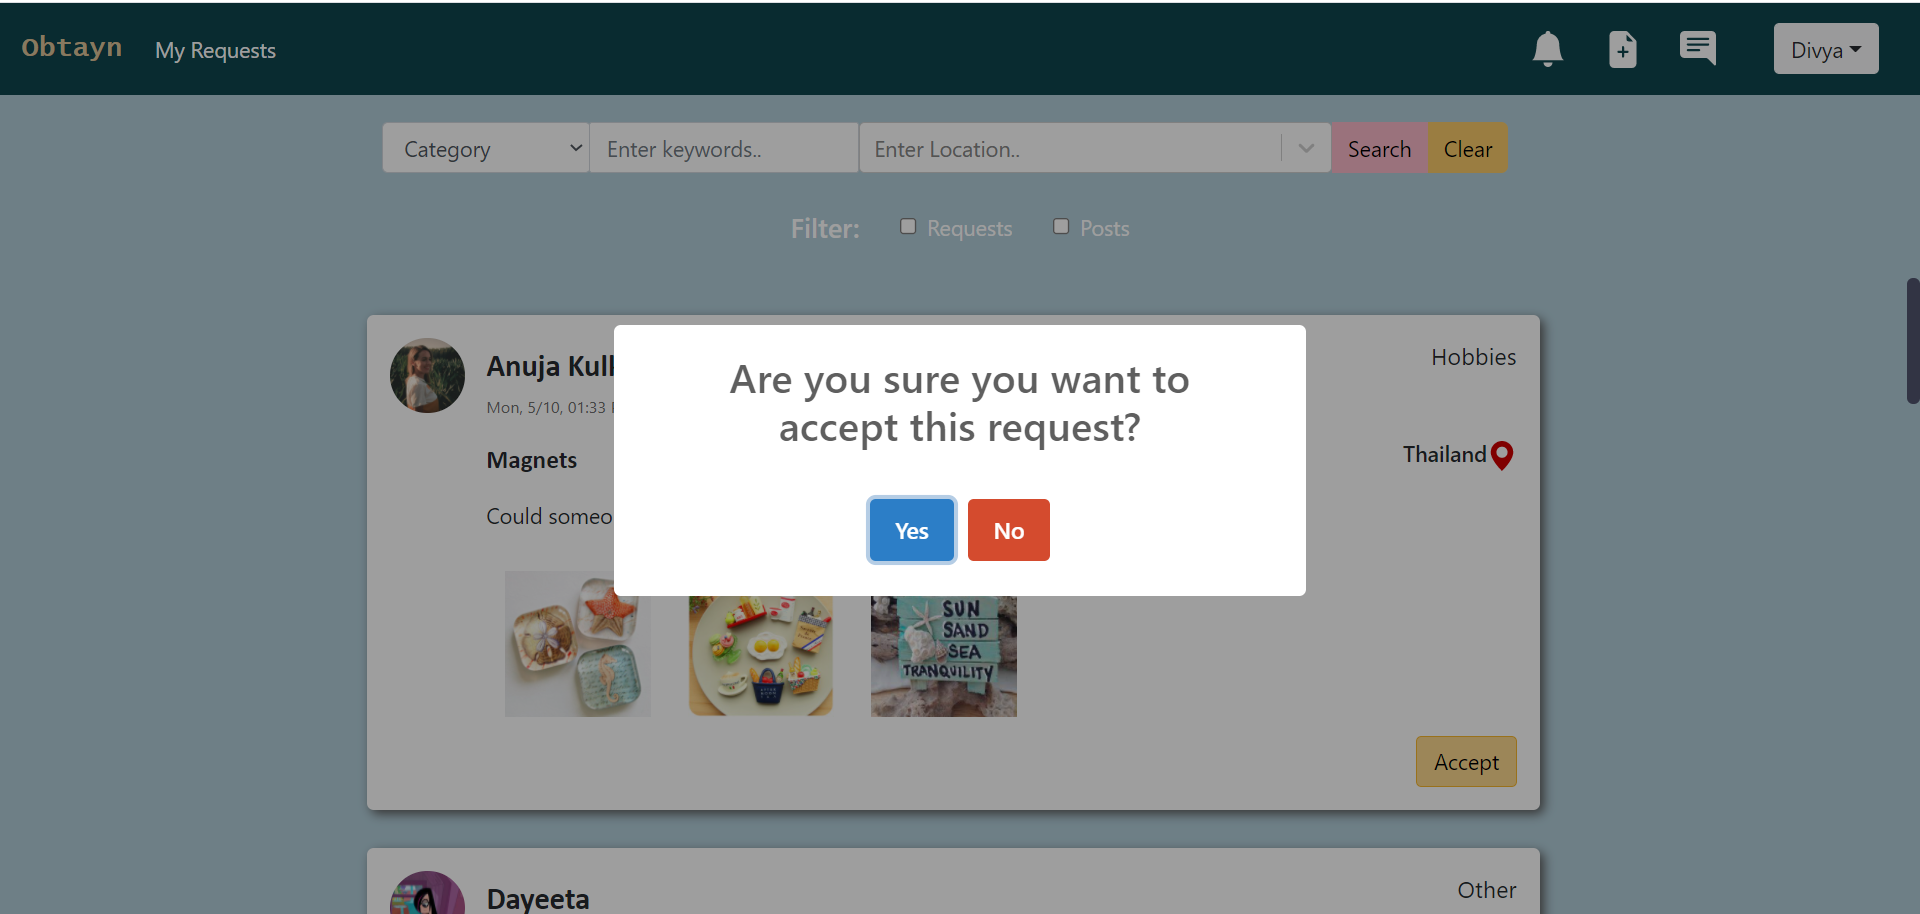 Obtayn My Requests Divya
Category Enter keywords.. Enter Location.. Search Clear
Filter: Requests Posts
Anuja Hobbies
Mon, 5/10, 01:33
Are you sure you want to
accept this request?
Magnets Thailand
Could
Yes No
SUN
SAND
SEA
TRANQUILITY
Accept
Dayeeta Other